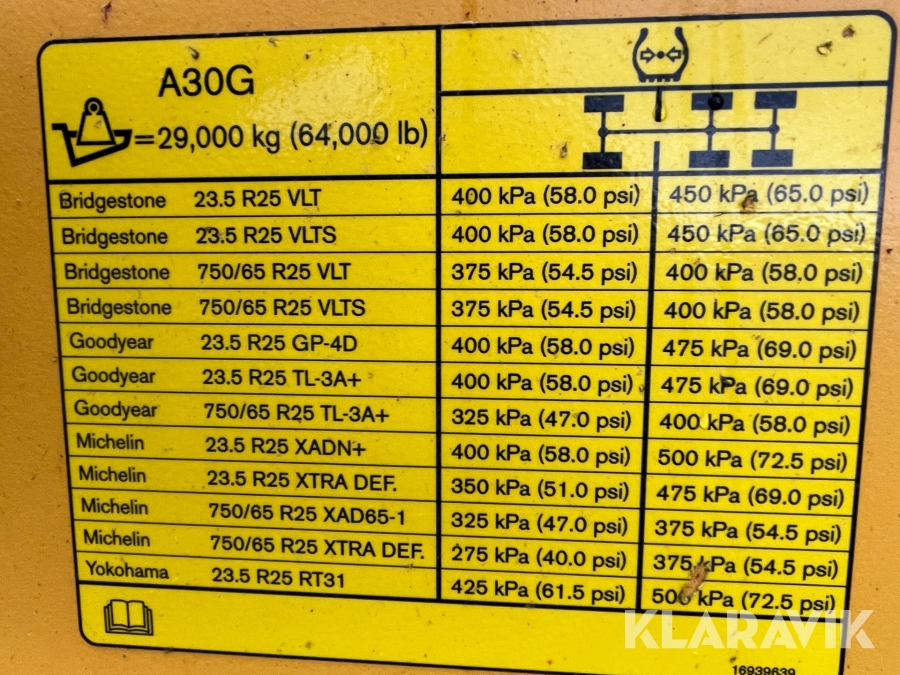 A30G
=29,000 kg (64,000 lb)
Bridgestone 23.5 R25 VLT 400 kPa (58.0 psi) 450 kPa (65.0 psi)
Bridgestone 23.5 R25 VLTS 400 kPa (58.0 psi) 450 kPa (65.0 psi)
Bridgestone 750/65 R25 VLT 375 kPa (54.5 psi) 400 kPa (58.0 psi)
Bridgestone 750/65 R25 VLTS 375 kPa (54.5 psi) 400 kPa (58.0 psi)
Goodyear 23.5 R25 GP-4D 400 kPa (58.0 psi) 475 kPa (69.0 psi)
Goodyear 23.5 R25 TL-3A+ 400 kPa (58.0 psi) 475 kPa (69.0 psi)
Goodyear 750/65 R25 TL-3A+ 325 kPa (47.0 psi) 400 kPa (58.0 psi)
Michelin 23.5 R25 XADN+ 400 kPa (58.0 psi) 500 kPa (72.5 psi)
Michelin 23.5 R25 XTRA DEF. 350 kPa (51.0 psi) 475 kPa (69.0 psi)
Michelin 750/65 R25 XAD65-1 325 kPa (47.0 psi) 375 kPa (54.5 psi)
Michelin 750/65 R25 XTRA DEF. 275 kPa (40.0 psi) 375 kPa (54.5 psi)
Yokohama 23.5 R25 RT31 425 kPa (61.5 psi) 500 kPa (72.5 psi)
KLARAVIK
16939639